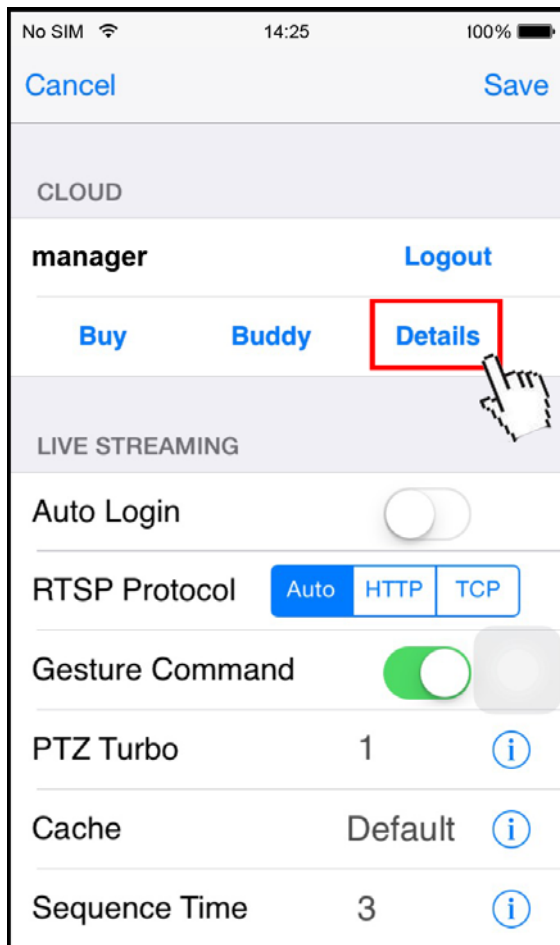 No SIM 14:25 100%
Cancel Save
CLOUD
manager Logout
Buy Buddy Details
LIVE STREAMING
Auto Login
RTSP Protocol Auto HTTP TCP
Gesture Command
PTZ Turbo 1 i
Cache Default i
Sequence Time 3 i